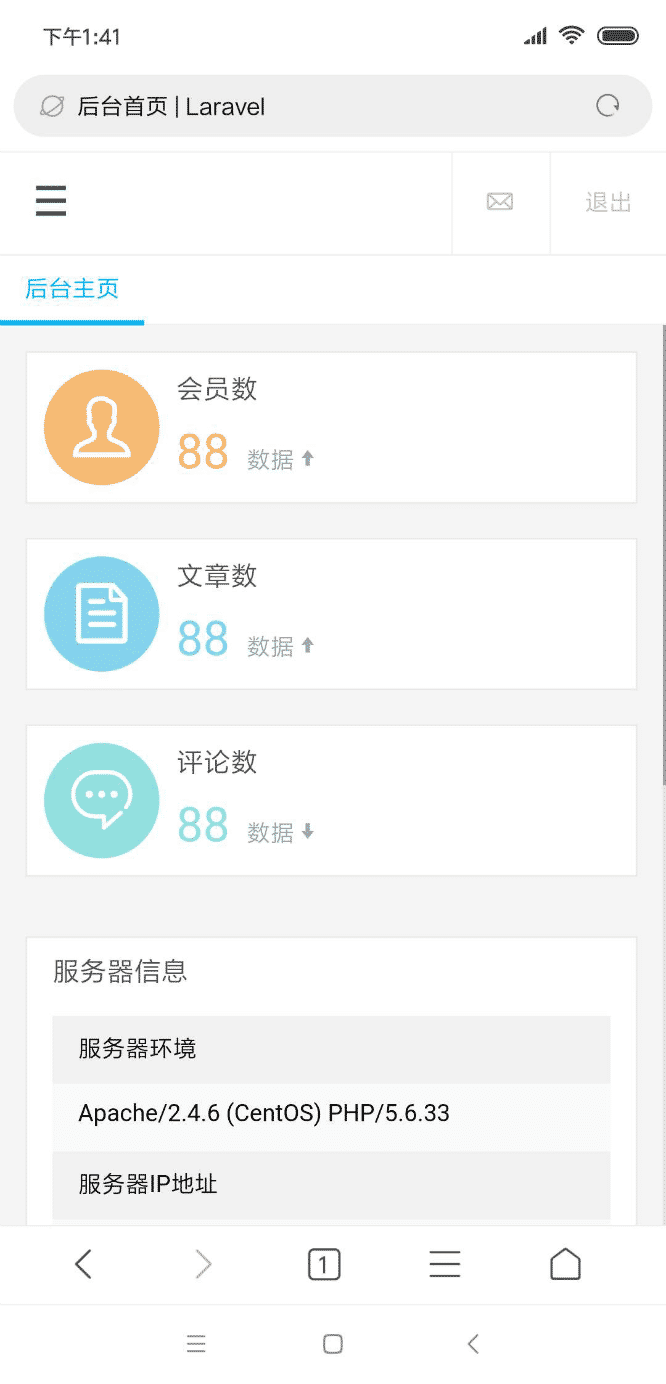 下午1:41
后台首页 | Laravel
退出
后台主页
会员数
88 数据
文章数
88 数据
评论数
88 数据
服务器信息
服务器环境
Apache/2.4.6 (CentOS) PHP/5.6.33
服务器IP地址
1